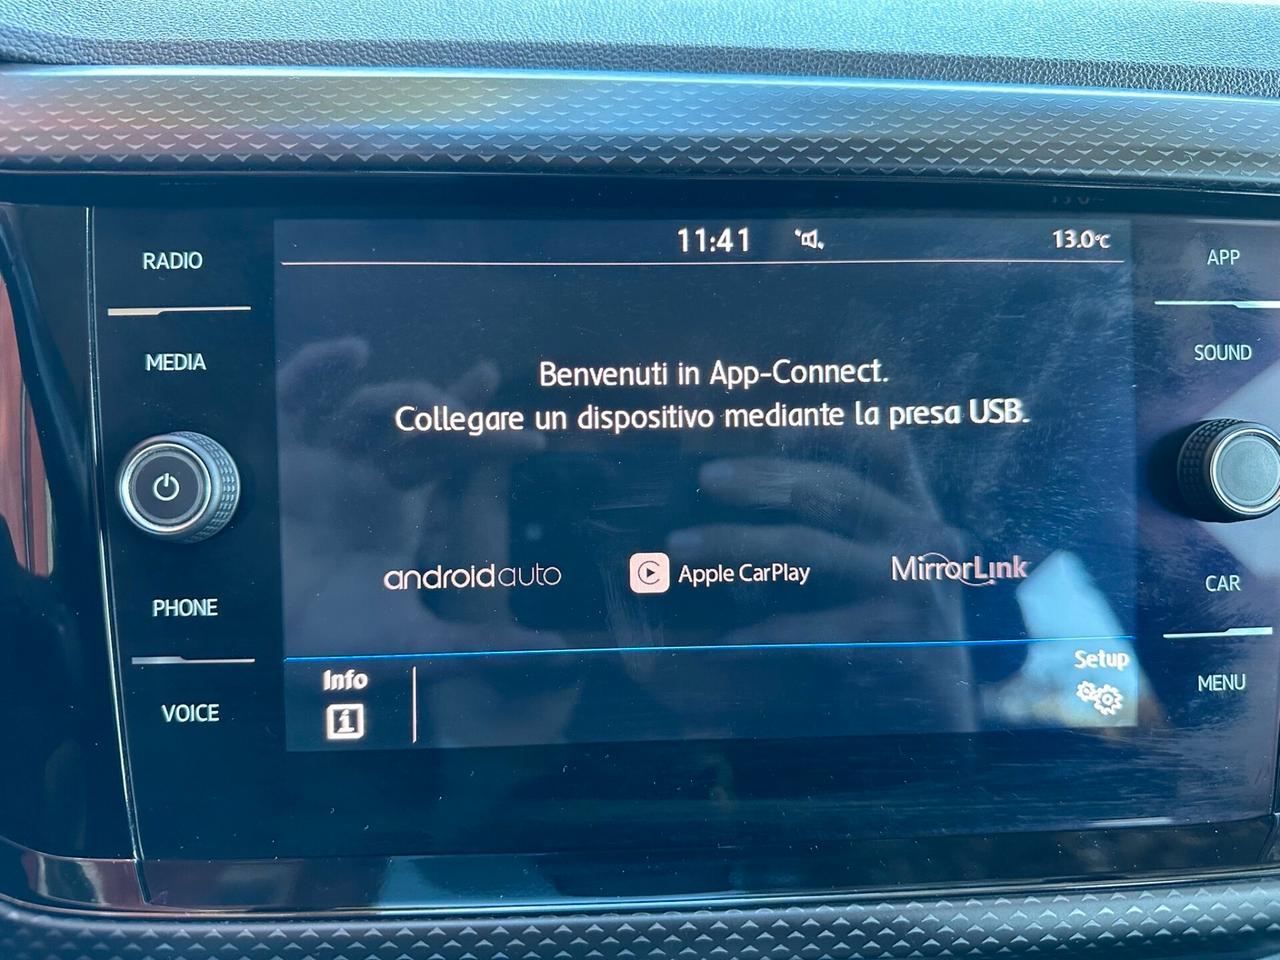 11:41
13.0°C
RADIO
MEDIA
PHONE
VOICE
Benvenuti in App-Connect.
Collegare un dispositivo mediante la presa USB.
androidauto
Apple CarPlay
MirrorLink
Info
i
Setup
APP
SOUND
CAR
MENU